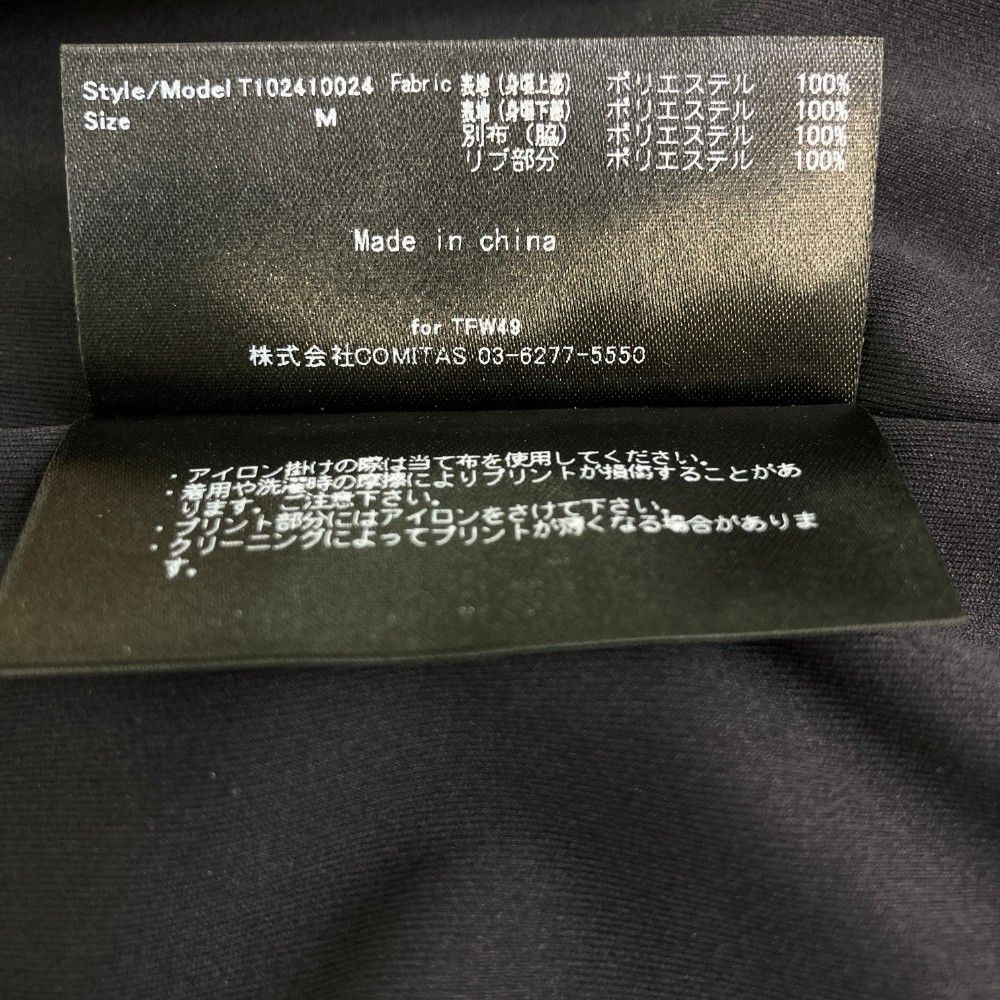 Style/Model T102410024 Fabric 表地(身頃上部) ポリエステル 100%
Size M 表地(身頃下部) ポリエステル 100%
別布(脇) ポリエステル 100%
リブ部分 ポリエステル 100%
Made in china
for TFW49
株式会社COMITAS 03-6277-5550
・アイロン掛けの際は当て布を使用してください。
・着用や洗濯時の摩擦によりプリントが損傷することがあ
ります。ご注意下さい。
・プリント部分にはアイロンをさけて下さい。
・クリーニングによってプリントが薄くなる場合がありま
す。